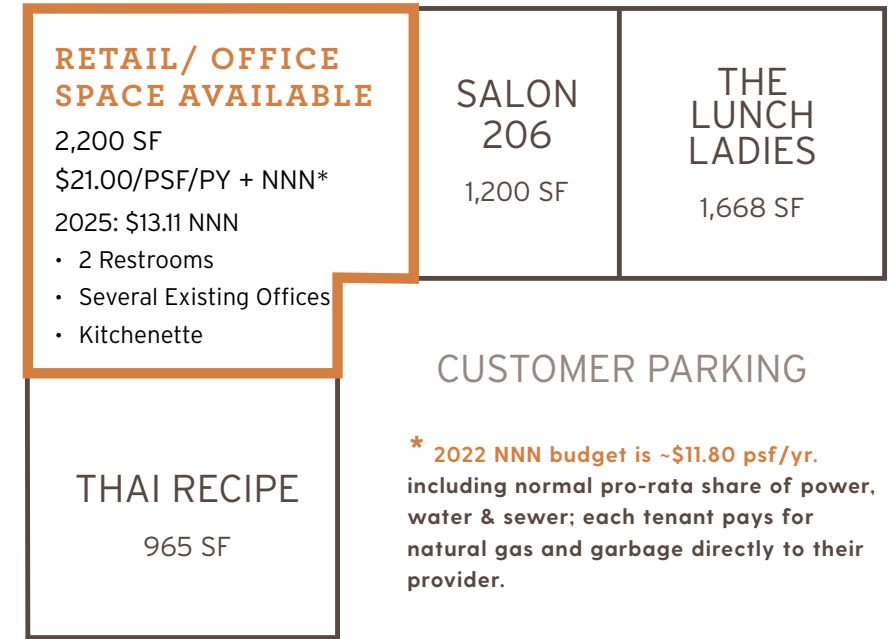 RETAIL/ OFFICE
SPACE AVAILABLE
2,200 SF
$21.00/PSF/PY + NNN*
2025: $13.11 NNN
• 2 Restrooms
• Several Existing Offices
• Kitchenette
SALON
206
1,200 SF
THE
LUNCH
LADIES
1,668 SF
CUSTOMER PARKING
THAI RECIPE
965 SF
* 2022 NNN budget is ~$11.80 psf/yr.
including normal pro-rata share of power,
water & sewer; each tenant pays for
natural gas and garbage directly to their
provider.